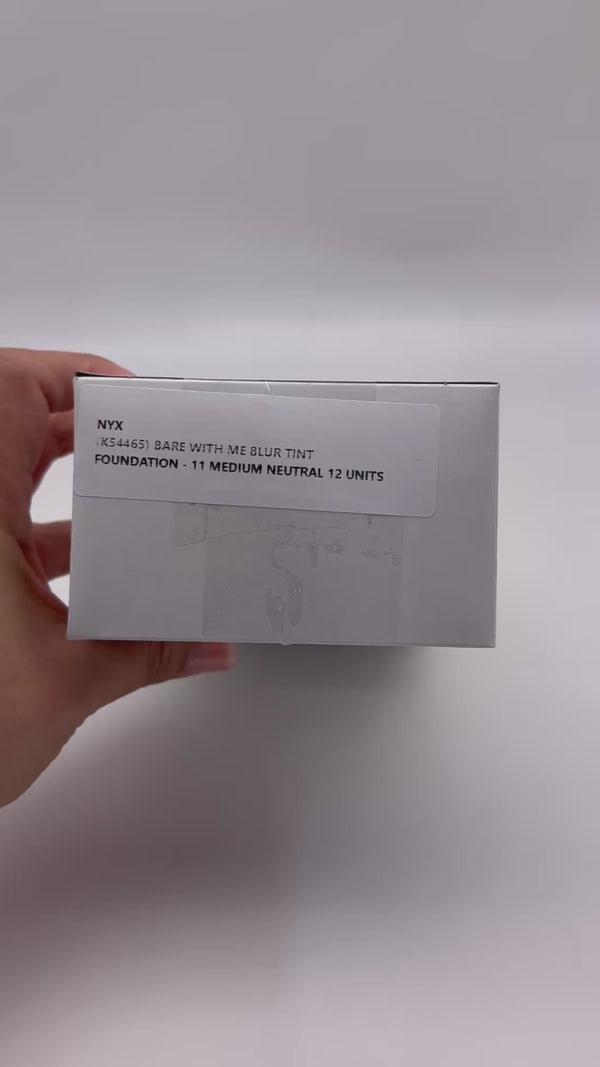 NYX
(K54465) BARE WITH ME BLUR TINT
FOUNDATION - 11 MEDIUM NEUTRAL 12 UNITS